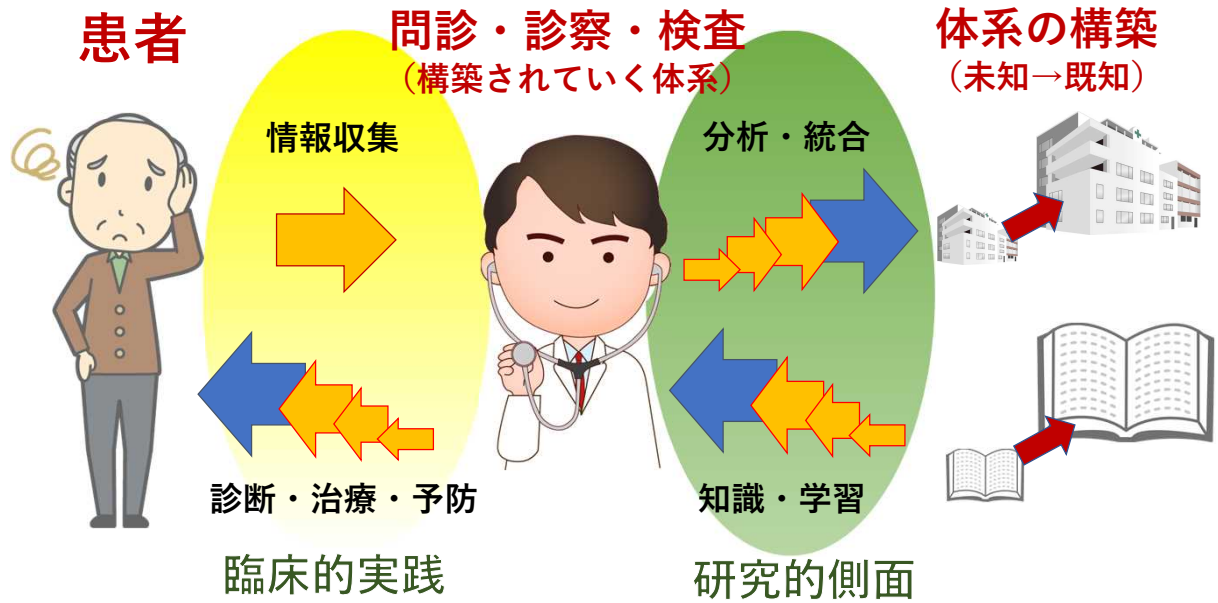 患者
問診・診察・検査
（構築されていく体系）
体系の構築
（未知→既知）
情報収集
分析・統合
診断・治療・予防
知識・学習
臨床的実践
研究的側面